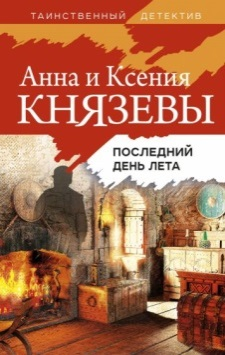 ТАИНСТВЕННЫЙ ДЕТЕКТИВ
Анна и Ксения
КНЯЗЕВЫ
ПОСЛЕДНИЙ
ДЕНЬ ЛЕТА